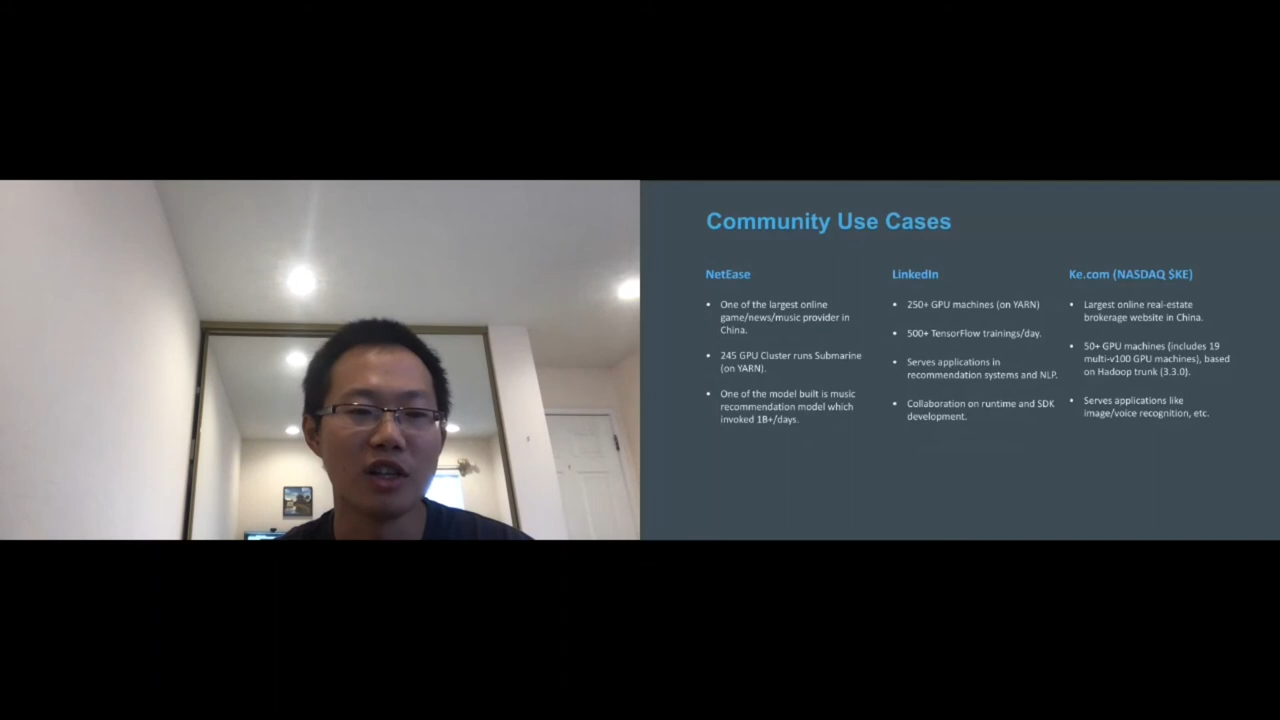 Community Use Cases
NetEase
• One of the largest online
game/news/music provider in
China.
• 245 GPU Cluster runs Submarine
(on YARN).
• One of the model built is music
recommendation model which
invoked 1B+/days.
LinkedIn
• 250+ GPU machines (on YARN)
• 500+ TensorFlow trainings/day.
• Serves applications in
recommendation systems and NLP.
• Collaboration on runtime and SDK
development.
Ke.com (NASDAQ $KE)
• Largest online real-estate
brokerage website in China.
• 50+ GPU machines (includes 19
multi-v100 GPU machines), based
on Hadoop trunk (3.3.0).
• Serves applications like
image/voice recognition, etc.